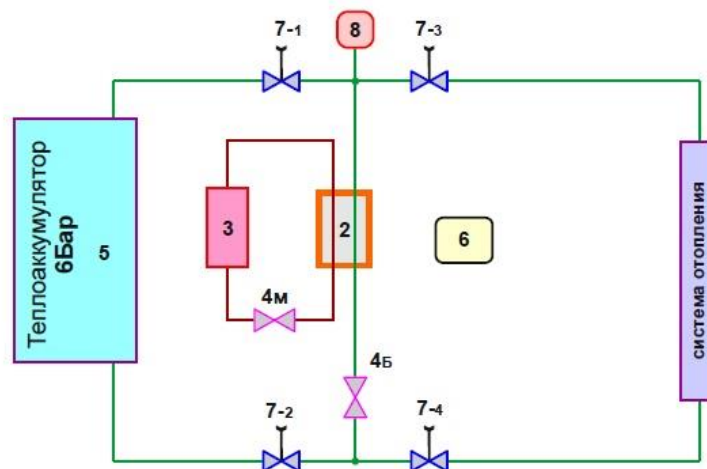 7-1
8
7-3
Теплоаккумулятор
6Бар
5
3
2
6
система отопления
4м
4Б
7-2
7-4